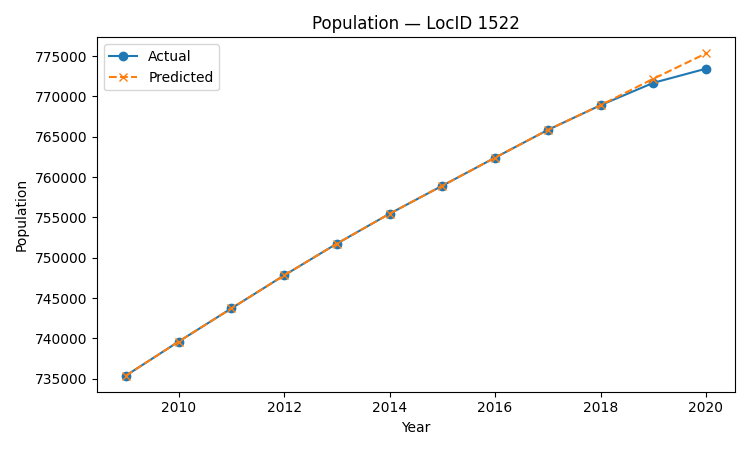 Population — LocID 1522
Actual
Predicted
775000
770000
765000
760000
755000
750000
745000
740000
735000
Population
2010 2012 2014 2016 2018 2020
Year